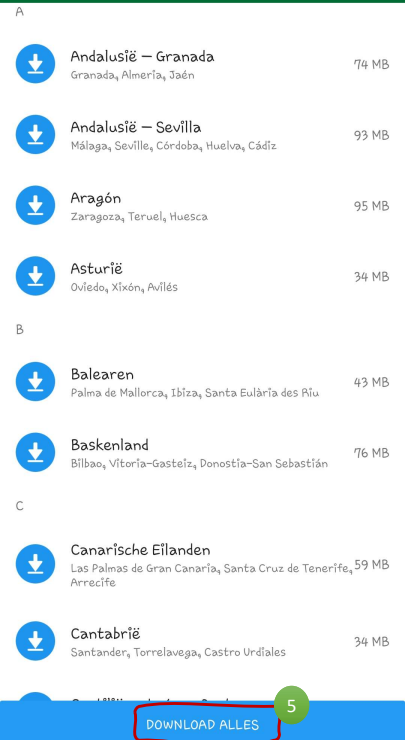 A
Andalusië – Granada
74 MB
Granada, Almería, Jaén
Andalusië – Sevilla
93 MB
Málaga, Seville, Córdoba, Huelva, Cádiz
Aragón
95 MB
Zaragoza, Teruel, Huesca
Asturië
34 MB
Oviedo, Xixón, Avilés
B
Balearen
43 MB
Palma de Mallorca, Ibiza, Santa Eulària des Riu
Baskenland
76 MB
Bilbao, Vitoria-Gasteiz, Donostia-San Sebastián
C
Canarische Eilanden
59 MB
Las Palmas de Gran Canaria, Santa Cruz de Tenerife,
Arrecife
Cantabrië
34 MB
Santander, Torrelavega, Castro Urdiales
5
DOWNLOAD ALLES